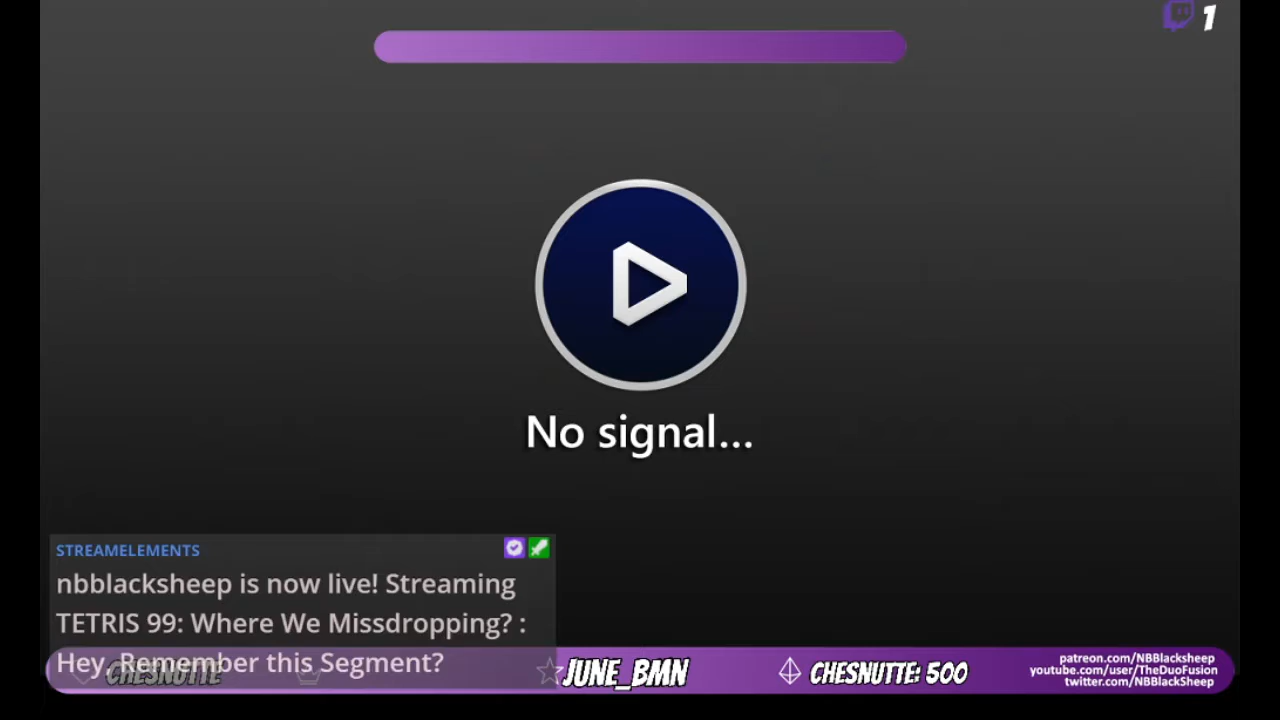 1
No signal...
STREAMELEMENTS
nbblacksheep is now live! Streaming
TETRIS 99: Where We Missdropping? :
Hey, Remember this Segment?
CHESNUTTE
JUNE_BMN
CHESNUTTE: 500
patreon.com/NBBlacksheep
youtube.com/user/TheDuoFusion
twitter.com/NBBlackSheep